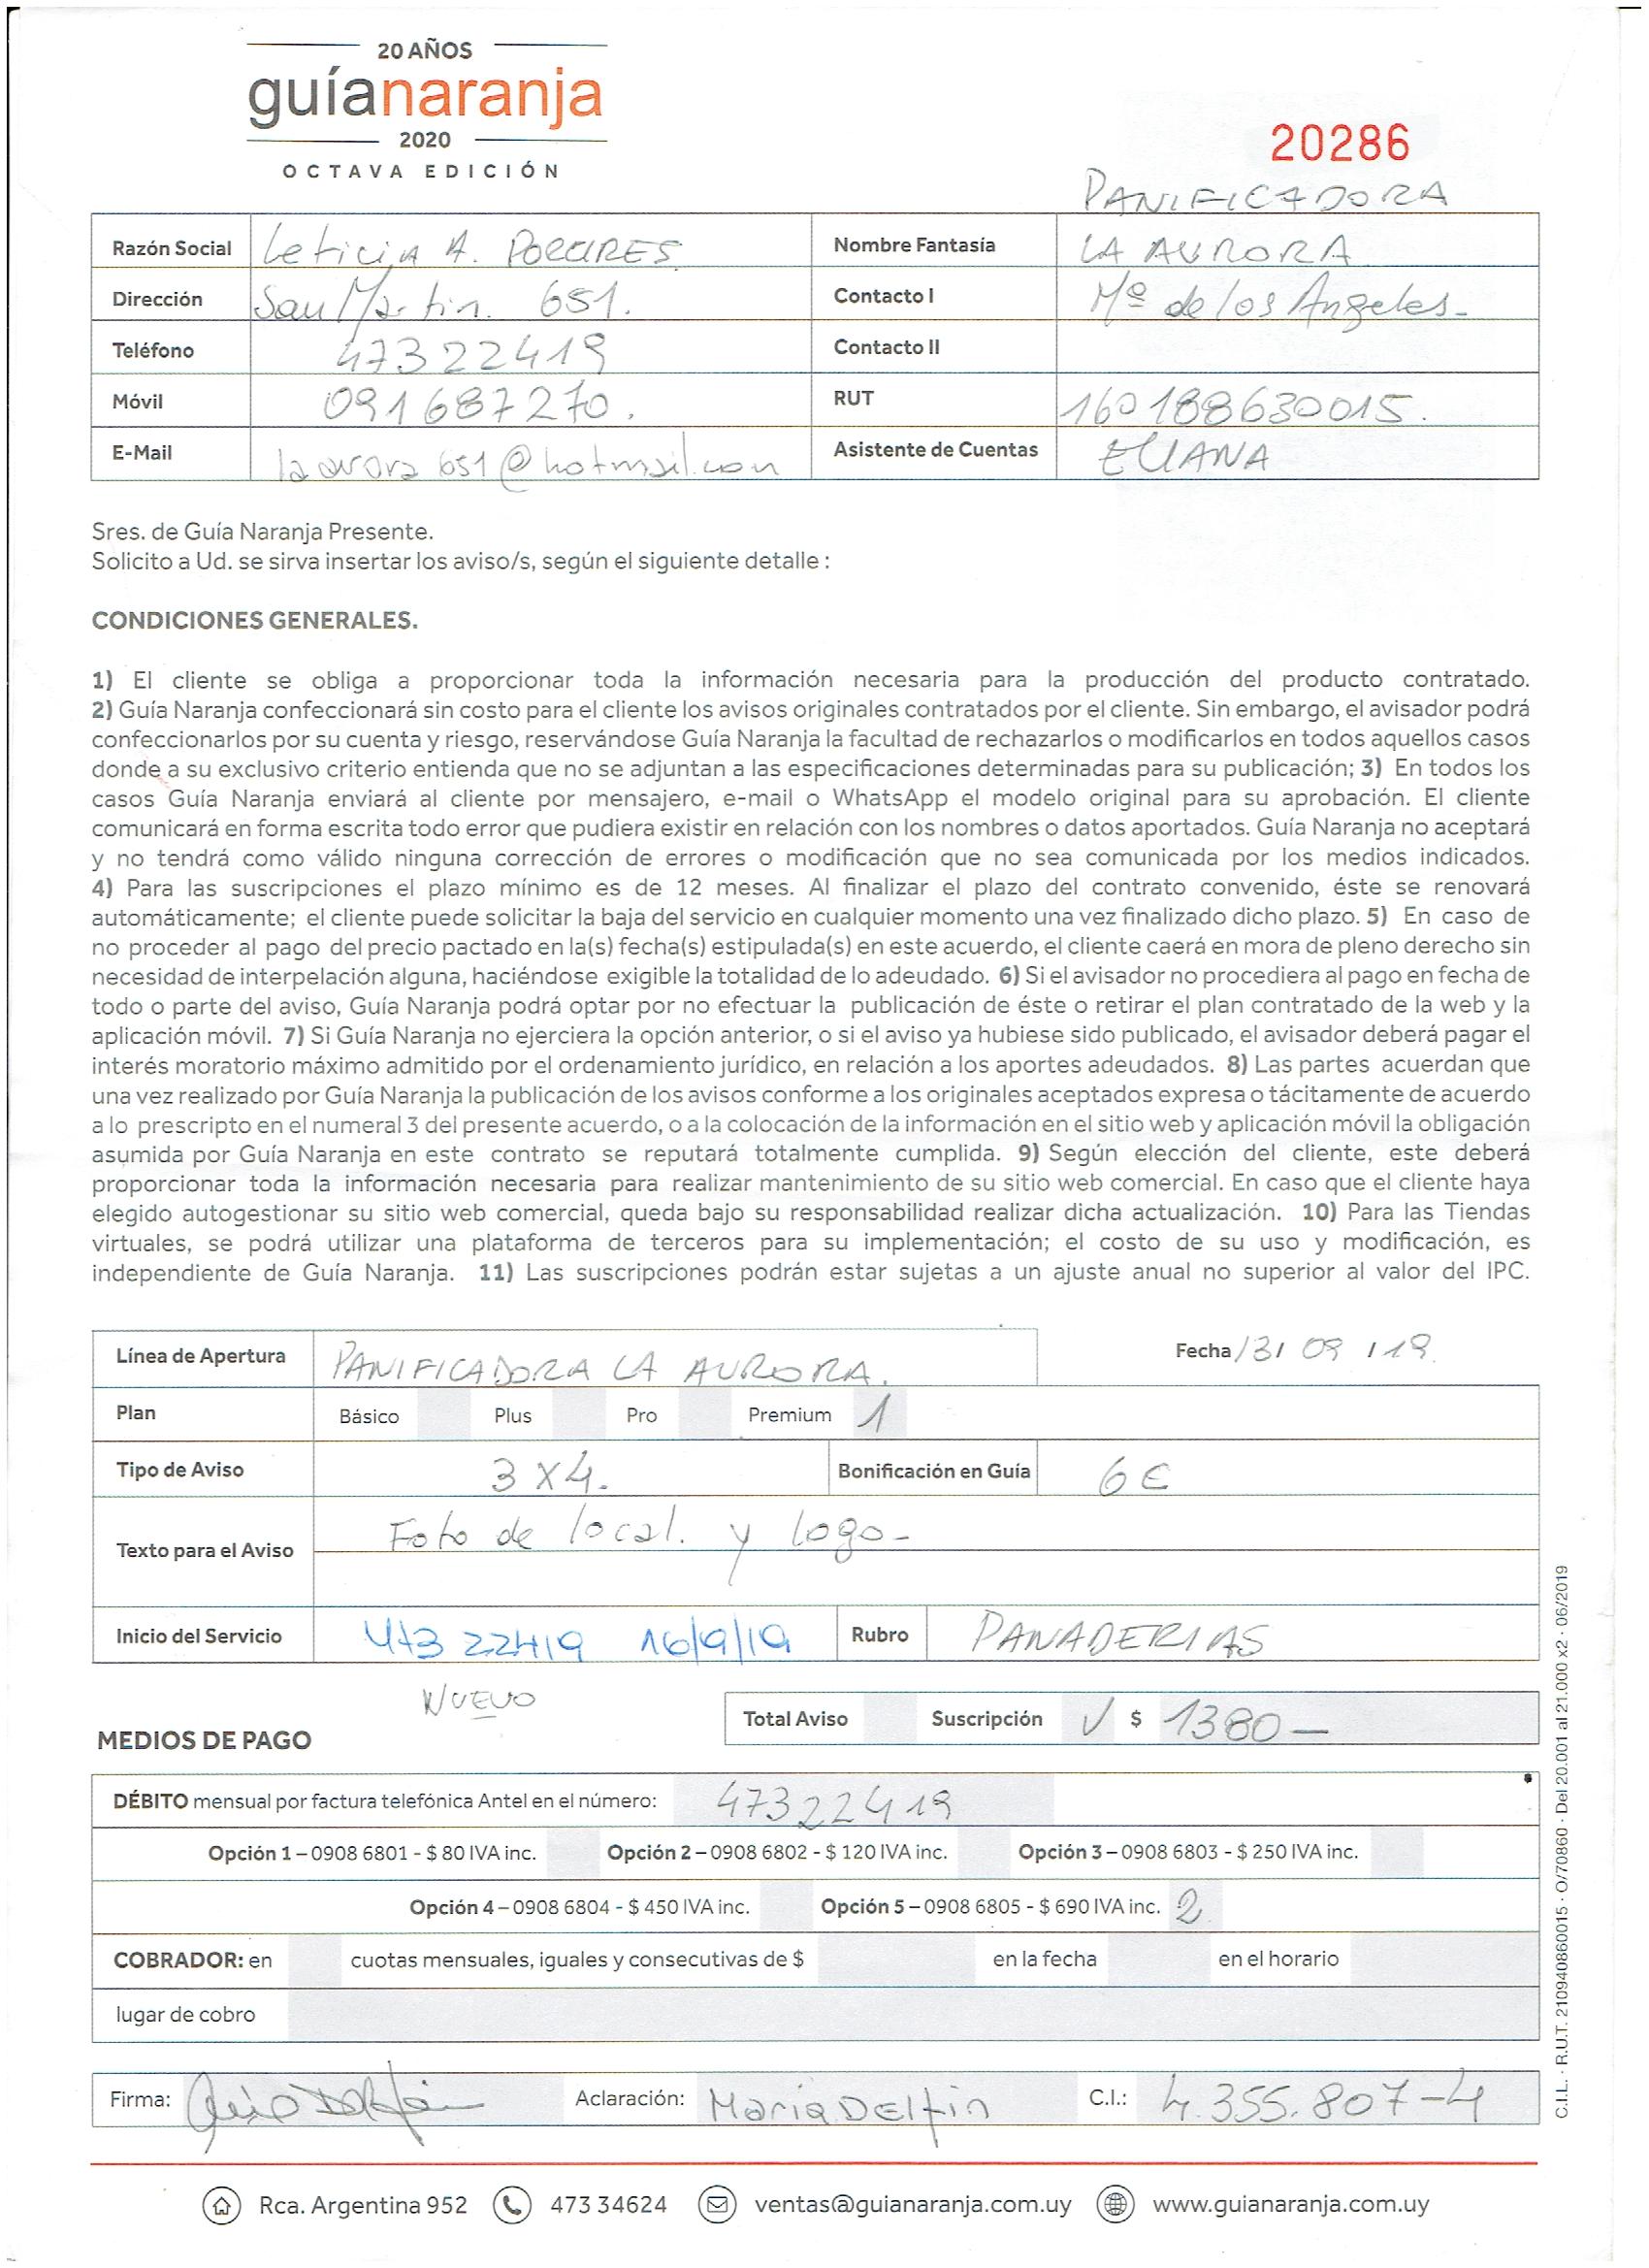 20 AÑOS
guíanaranja
2020
OCTAVA EDICIÓN
20286
PANIFICADORA
Razón Social Leticia A. Nombre Fantasía LA AURORA
Dirección San Martin. 651. Contacto I Mª de los Angeles-
Teléfono 47322419 Contacto II
Móvil 091687270. RUT 160188630015.
E-Mail laurora651@hotmail.com Asistente de Cuentas ELIANA
Sres. de Guía Naranja Presente.
Solicito a Ud. se sirva insertar los aviso/s, según el siguiente detalle :
CONDICIONES GENERALES.
1) El cliente se obliga a proporcionar toda la información necesaria para la producción del producto contratado.
2) Guía Naranja confeccionará sin costo para el cliente los avisos originales contratados por el cliente. Sin embargo, el avisador podrá
confeccionarlos por su cuenta y riesgo, reservándose Guía Naranja la facultad de rechazarlos o modificarlos en todos aquellos casos
donde a su exclusivo criterio entienda que no se adjuntan a las especificaciones determinadas para su publicación; 3) En todos los
casos Guía Naranja enviará al cliente por mensajero, e-mail o WhatsApp el modelo original para su aprobación. El cliente
comunicará en forma escrita todo error que pudiera existir en relación con los nombres o datos aportados. Guía Naranja no aceptará
y no tendrá como válido ninguna corrección de errores o modificación que no sea comunicada por los medios indicados.
4) Para las suscripciones el plazo mínimo es de 12 meses. Al finalizar el plazo del contrato convenido, éste se renovará
automáticamente; el cliente puede solicitar la baja del servicio en cualquier momento una vez finalizado dicho plazo. 5) En caso de
no proceder al pago del precio pactado en la(s) fecha(s) estipulada(s) en este acuerdo, el cliente caerá en mora de pleno derecho sin
necesidad de interpelación alguna, haciéndose exigible la totalidad de lo adeudado. 6) Si el avisador no procediera al pago en fecha de
todo o parte del aviso, Guía Naranja podrá optar por no efectuar la publicación de éste o retirar el plan contratado de la web y la
aplicación móvil. 7) Si Guía Naranja no ejerciera la opción anterior, o si el aviso ya hubiese sido publicado, el avisador deberá pagar el
interés moratorio máximo admitido por el ordenamiento jurídico, en relación a los aportes adeudados. 8) Las partes acuerdan que
una vez realizado por Guía Naranja la publicación de los avisos conforme a los originales aceptados expresa o tácitamente de acuerdo
a lo prescripto en el numeral 3 del presente acuerdo, o a la colocación de la información en el sitio web y aplicación móvil la obligación
asumida por Guía Naranja en este contrato se reputará totalmente cumplida. 9) Según elección del cliente, este deberá
proporcionar toda la información necesaria para realizar mantenimiento de su sitio web comercial. En caso que el cliente haya
elegido autogestionar su sitio web comercial, queda bajo su responsabilidad realizar dicha actualización. 10) Para las Tiendas
virtuales, se podrá utilizar una plataforma de terceros para su implementación; el costo de su uso y modificación, es
independiente de Guía Naranja. 11) Las suscripciones podrán estar sujetas a un ajuste anual no superior al valor del IPC.
Línea de Apertura PANIFICADORA LA AURORA. Fecha 13/ 09 /19.
Plan Básico Plus Pro Premium 1
Tipo de Aviso 3 X 4. Bonificación en Guía 6E
Texto para el Aviso Foto de local. y logo-
Inicio del Servicio 473 22419 16/9/19 Rubro PANADERIAS
NUEVO
Total Aviso Suscripción ✓ $ 1380—
MEDIOS DE PAGO
DÉBITO mensual por factura telefónica Antel en el número: 47322419
Opción 1 – 0908 6801 - $ 80 IVA inc. Opción 2 – 0908 6802 - $ 120 IVA inc. Opción 3 – 0908 6803 - $ 250 IVA inc.
Opción 4 – 0908 6804 - $ 450 IVA inc. Opción 5 – 0908 6805 - $ 690 IVA inc. 2
COBRADOR: en cuotas mensuales, iguales y consecutivas de $ en la fecha en el horario
lugar de cobro
Firma: Aclaración: Maria Delfin C.I.: 4.355.807-4
Rca. Argentina 952 473 34624 ventas@guianaranja.com.uy www.guianaranja.com.uy
C.I.L. · R.U.T. 210940860015 · O/70860 · Del 20.001 al 21.000 x2 · 06/2019